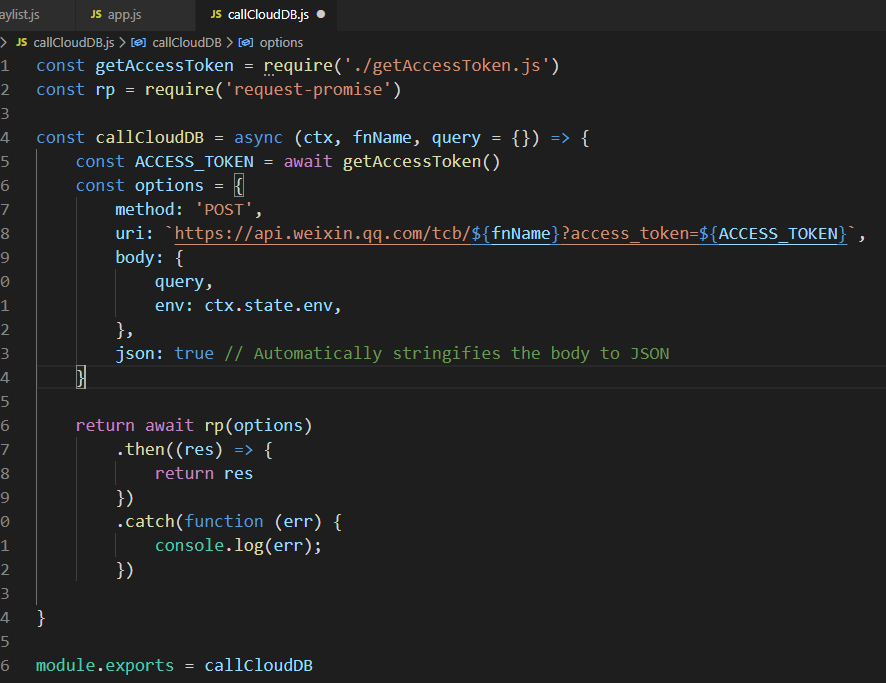 aylist.js JS app.js JS callCloudDB.js ●
> JS callCloudDB.js > callCloudDB > options
1 const getAccessToken = require('./getAccessToken.js')
2 const rp = require('request-promise')
3
4 const callCloudDB = async (ctx, fnName, query = {}) => {
5     const ACCESS_TOKEN = await getAccessToken()
6     const options = {
7         method: 'POST',
8         uri: `https://api.weixin.qq.com/tcb/${fnName}?access_token=${ACCESS_TOKEN}`,
9         body: {
0             query,
1             env: ctx.state.env,
2         },
3         json: true // Automatically stringifies the body to JSON
4     }
5
6     return await rp(options)
7         .then((res) => {
8             return res
9         })
0         .catch(function (err) {
1             console.log(err);
2         })
3
4 }
5
6 module.exports = callCloudDB